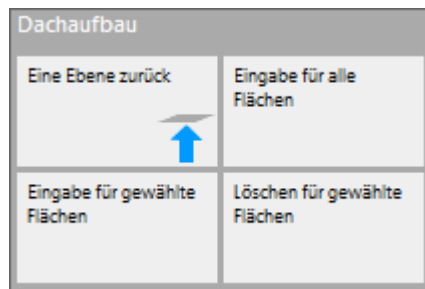 Dachaufbau
Eine Ebene zurück
Eingabe für alle
Flächen
Eingabe für gewählte
Flächen
Löschen für gewählte
Flächen